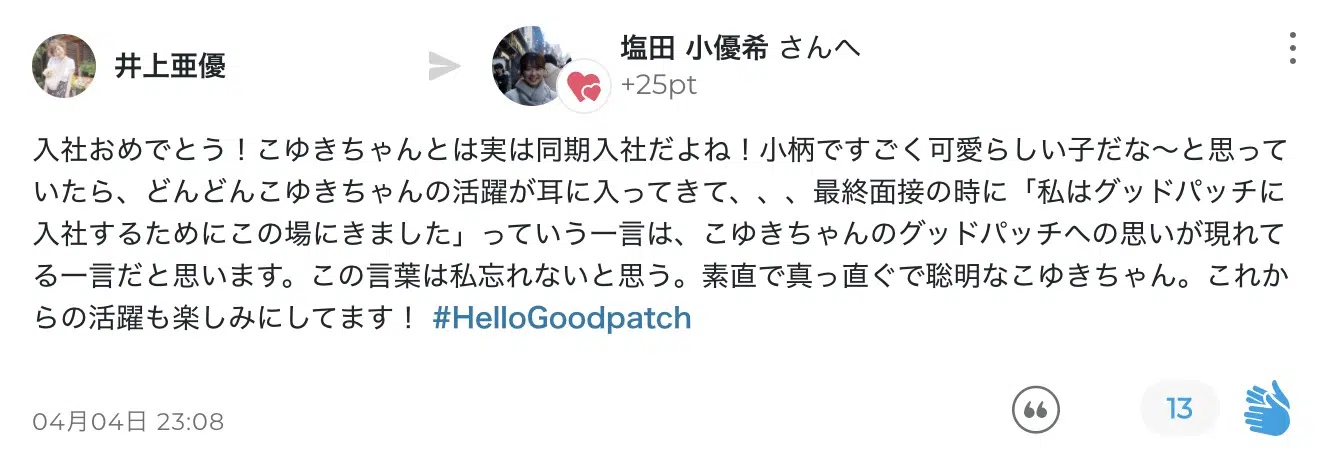 井上亜優
塩田 小優希 さんへ
+25pt
入社おめでとう！こゆきちゃんとは実は同期入社だよね！小柄ですごく可愛らしい子だな〜と思って
いたら、どんどんこゆきちゃんの活躍が耳に入ってきて、、、最終面接の時に「私はグッドパッチに
入社するためにこの場にきました」っていう一言は、こゆきちゃんのグッドパッチへの思いが現れて
る一言だと思います。この言葉は私忘れないと思う。素直で真っ直ぐで聡明なこゆきちゃん。これか
らの活躍も楽しみにしてます！ #HelloGoodpatch
04月04日 23:08
13